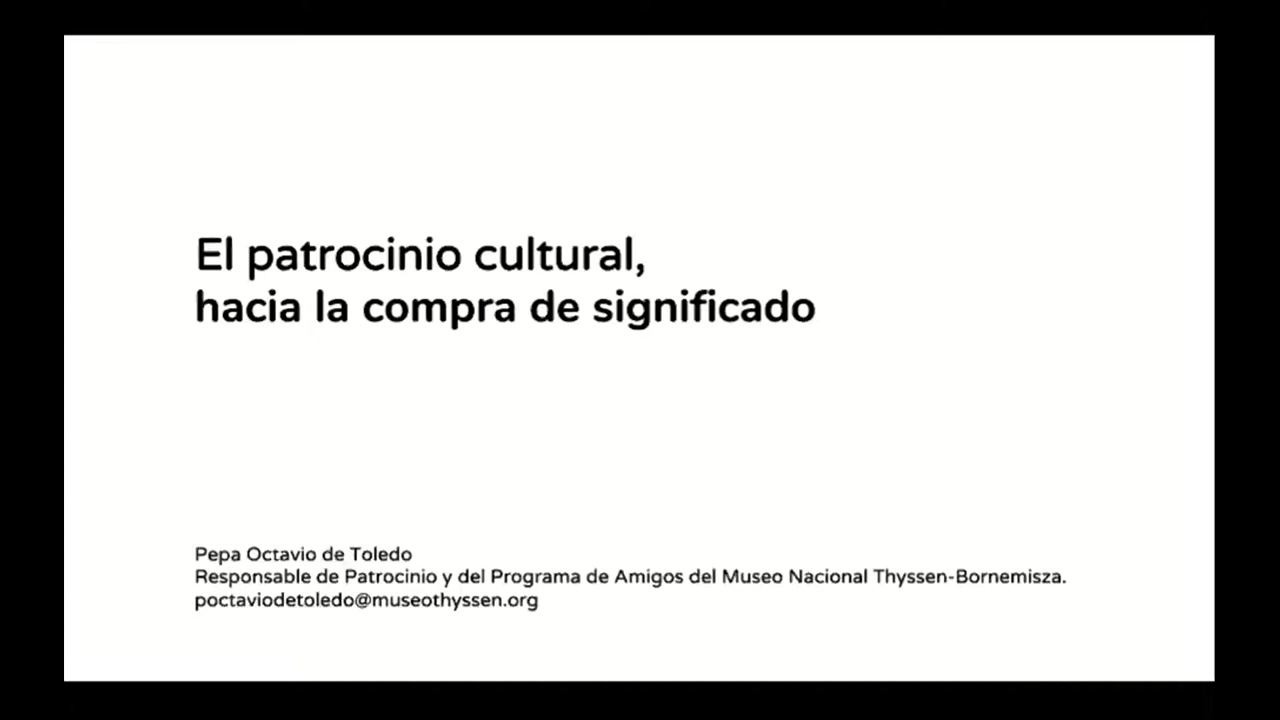 El patrocinio cultural,
hacia la compra de significado
Pepa Octavio de Toledo
Responsable de Patrocinio y del Programa de Amigos del Museo Nacional Thyssen-Bornemisza.
poctaviodetoledo@museothyssen.org